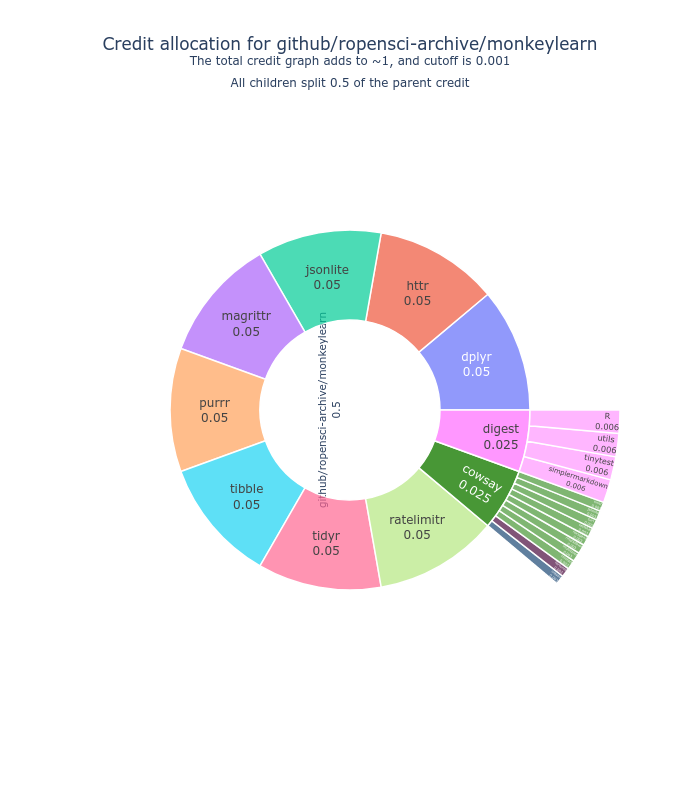 Credit allocation for github/ropensci-archive/monkeylearn
The total credit graph adds to ~1, and cutoff is 0.001
All children split 0.5 of the parent credit
jsonlite
0.05
httr
0.05
magrittr
0.05
dplyr
0.05
github/ropensci-archive/monkeylearn
0.5
purrr
0.05
digest
0.025
R
0.006
utils
0.006
tinytest
0.006
simplermarkdown
0.006
cowsay
0.025
tibble
0.05
ratelimitr
0.05
tidyr
0.05